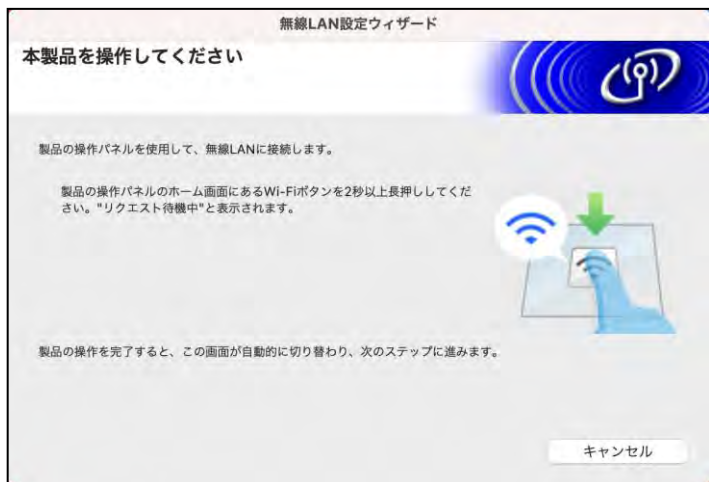 無線LAN設定ウィザード
本製品を操作してください
製品の操作パネルを使用して、無線LANに接続します。
製品の操作パネルのホーム画面にあるWi-Fiボタンを2秒以上長押ししてくだ
さい。"リクエスト待機中"と表示されます。
製品の操作を完了すると、この画面が自動的に切り替わり、次のステップに進みます。
キャンセル